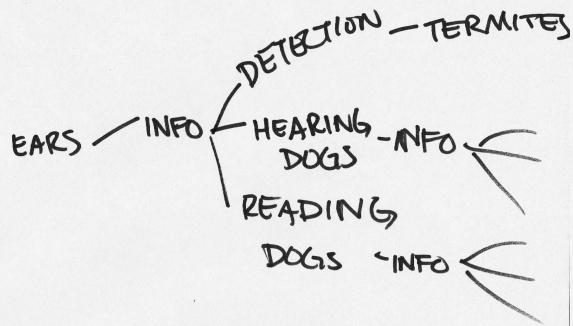 DETECTION - TERMITES
EARS INFO HEARING DOGS - INFO
READING DOGS - INFO